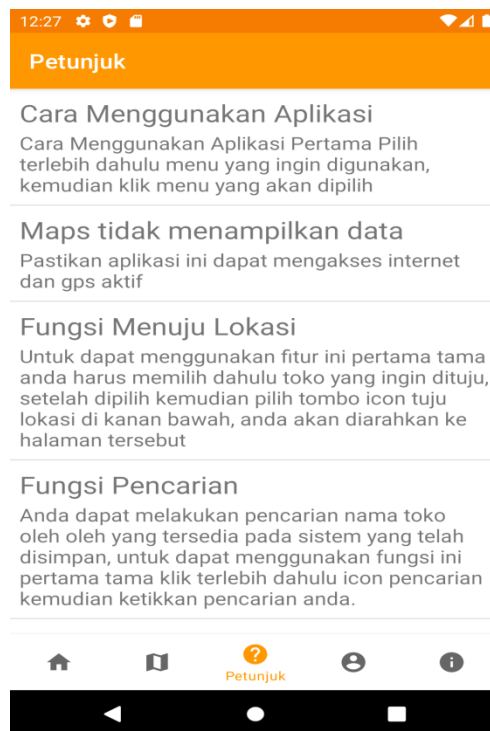 12:27
Petunjuk
Cara Menggunakan Aplikasi
Cara Menggunakan Aplikasi Pertama Pilih
terlebih dahulu menu yang ingin digunakan,
kemudian klik menu yang akan dipilih
Maps tidak menampilkan data
Pastikan aplikasi ini dapat mengakses internet
dan gps aktif
Fungsi Menuju Lokasi
Untuk dapat menggunakan fitur ini pertama tama
anda harus memilih dahulu toko yang ingin dituju,
setelah dipilih kemudian pilih tombo icon tuju
lokasi di kanan bawah, anda akan diarahkan ke
halaman tersebut
Fungsi Pencarian
Anda dapat melakukan pencarian nama toko
oleh oleh yang tersedia pada sistem yang telah
disimpan, untuk dapat menggunakan fungsi ini
pertama tama klik terlebih dahulu icon pencarian
kemudian ketikkan pencarian anda.
Petunjuk